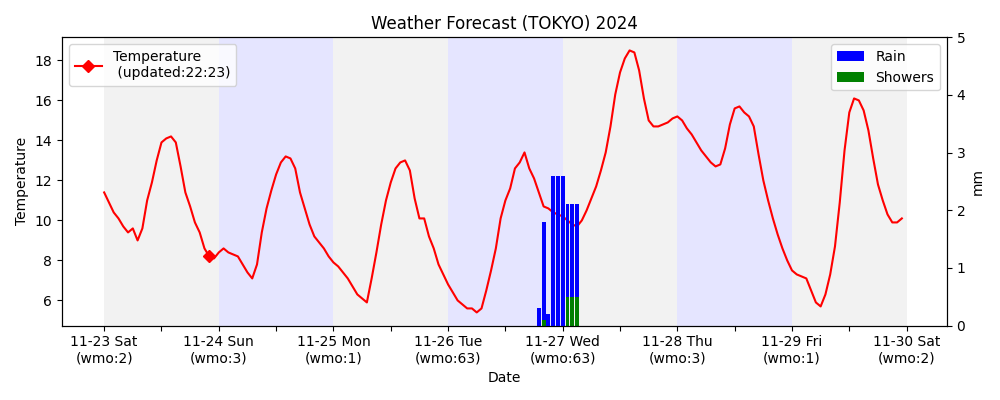 Weather Forecast (TOKYO) 2024
Temperature
(updated:22:23)
Rain
Showers
18
16
14
12
10
8
6
Temperature
5
4
3
2
1
0
mm
11-23 Sat
(wmo:2)
11-24 Sun
(wmo:3)
11-25 Mon
(wmo:1)
11-26 Tue
(wmo:63)
11-27 Wed
(wmo:63)
11-28 Thu
(wmo:3)
11-29 Fri
(wmo:1)
11-30 Sat
(wmo:2)
Date